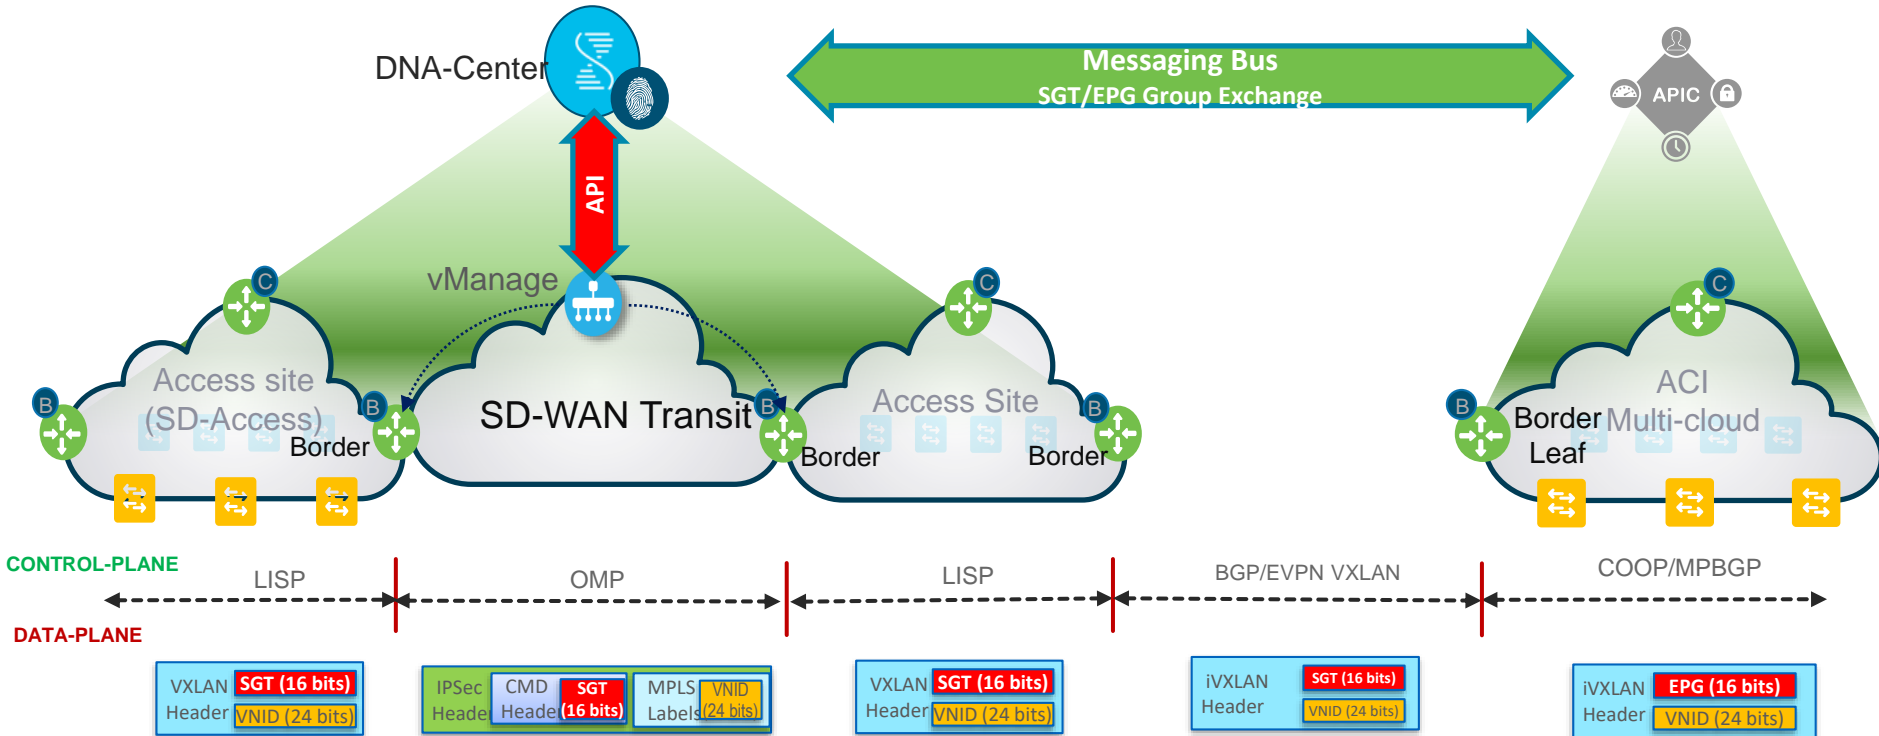 DNA-Center
Messaging Bus
SGT/EPG Group Exchange
APIC
API
vManage
C
C
C
Access site
(SD-Access)
B
B
Border
SD-WAN Transit
B
Border
Access Site
B
Border
B
Border
Leaf
ACI
Multi-cloud
CONTROL-PLANE
LISP
OMP
LISP
BGP/EVPN VXLAN
COOP/MPBGP
DATA-PLANE
VXLAN
Header
SGT (16 bits)
VNID (24 bits)
IPSec
Header
CMD
Header
SGT
(16 bits)
MPLS
Labels
VNID
(24 bits)
VXLAN
Header
SGT (16 bits)
VNID (24 bits)
iVXLAN
Header
SGT (16 bits)
VNID (24 bits)
iVXLAN
Header
EPG (16 bits)
VNID (24 bits)